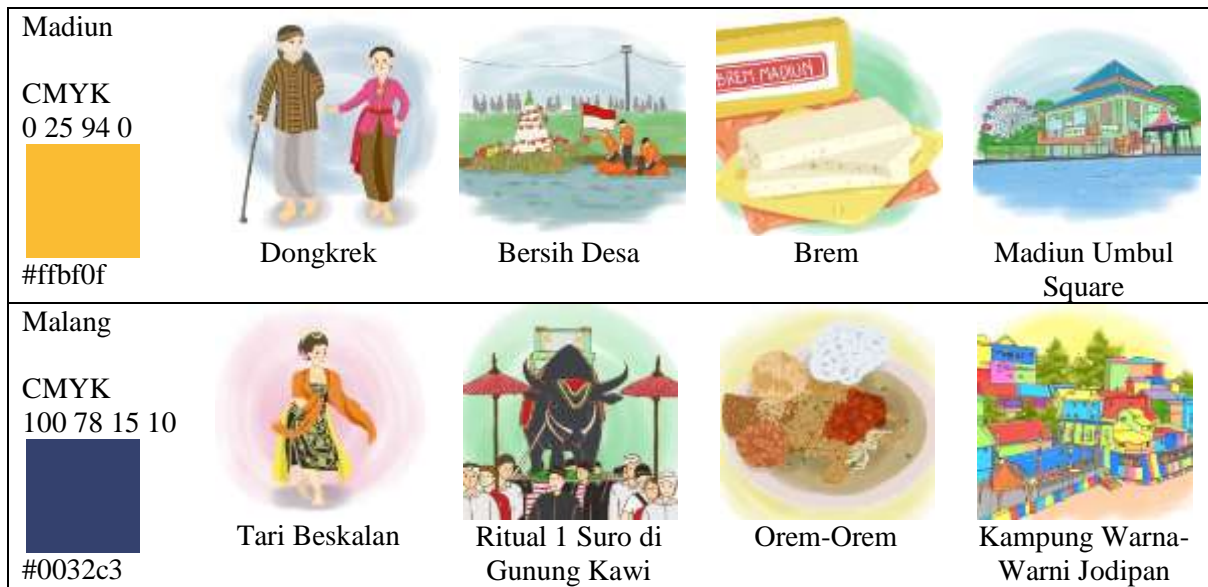 Madiun
CMYK
0 25 94 0
#ffbf0f
Dongkrek
Bersih Desa
BREM MADIUN
Brem
Madiun Umbul
Square
Malang
CMYK
100 78 15 10
#0032c3
Tari Beskalan
Ritual 1 Suro di
Gunung Kawi
Orem-Orem
Kampung Warna-
Warni Jodipan